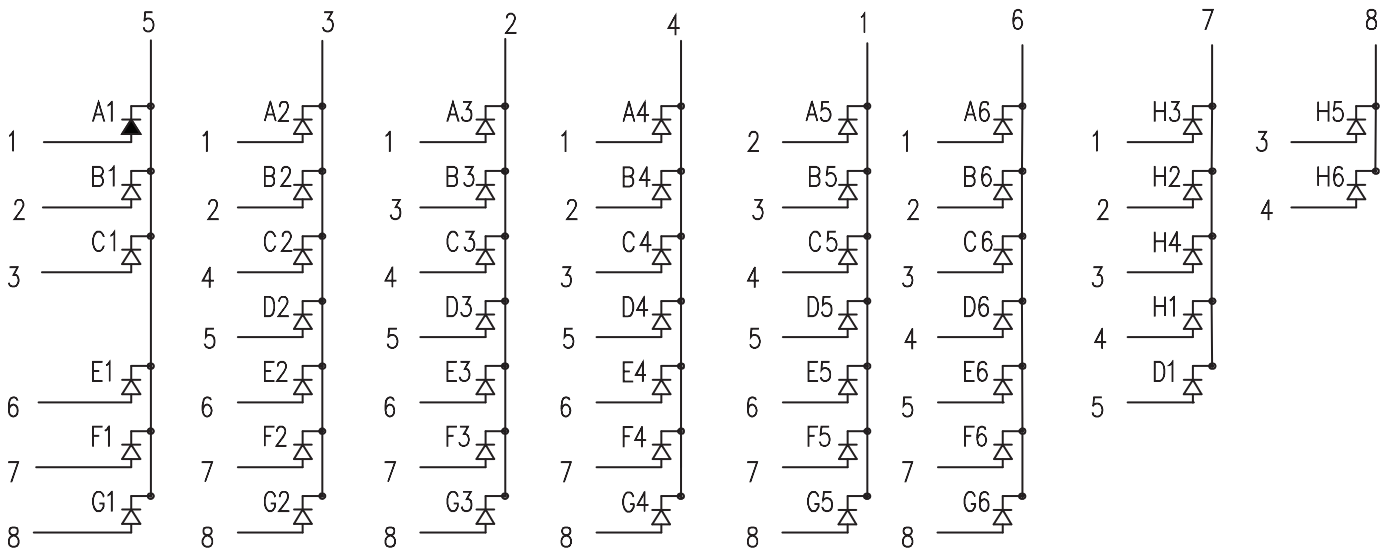 5 3 2 4 1 6 7 8
A1 A2 A3 A4 A5 A6 H3 H5
1 1 1 1 2 1 1 3
B1 B2 B3 B4 B5 B6 H2 H6
2 2 3 2 3 2 2 4
C1 C2 C3 C4 C5 C6 H4
3 4 4 3 4 3 3
D2 D3 D4 D5 D6 H1
5 5 5 5 4 4
E1 E2 E3 E4 E5 E6 D1
6 6 6 6 6 5 5
F1 F2 F3 F4 F5 F6
7 7 7 7 7 7
G1 G2 G3 G4 G5 G6
8 8 8 8 8 8